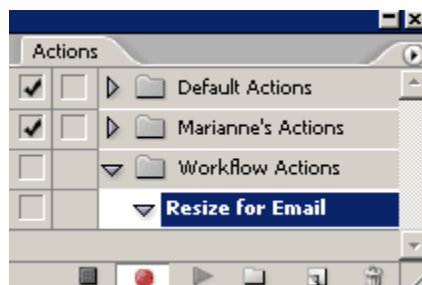 Actions
Default Actions
Marianne's Actions
Workflow Actions
Resize for Email